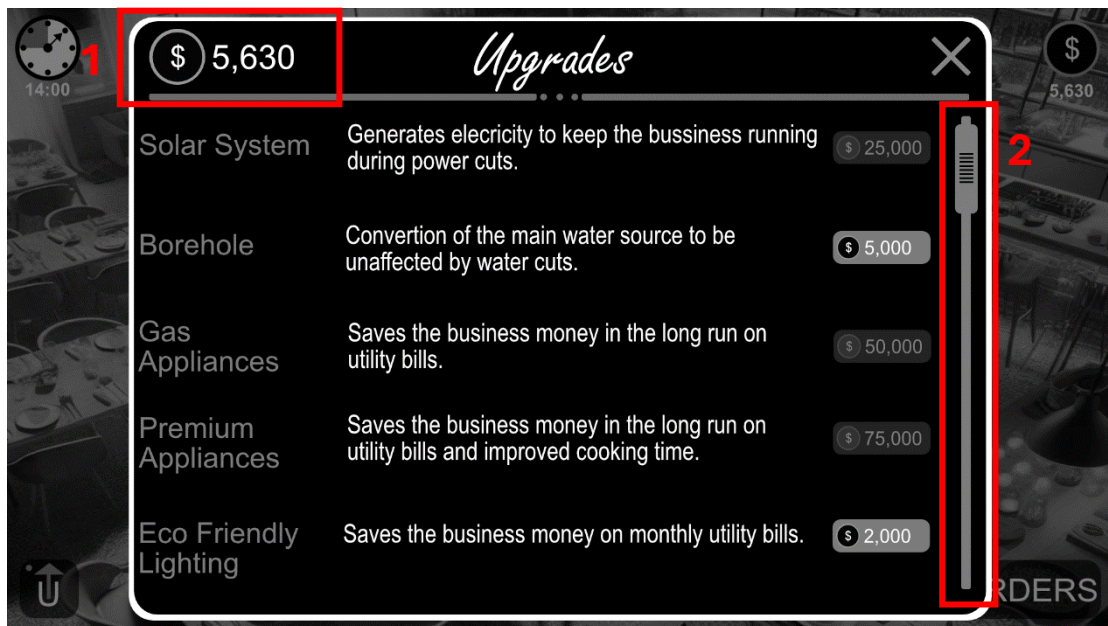 1
14:00
$ 5,630
Upgrades
$
5,630
2
Solar System
Generates elecricity to keep the bussiness running
during power cuts.
$ 25,000
Borehole
Convertion of the main water source to be
unaffected by water cuts.
$ 5,000
Gas
Appliances
Saves the business money in the long run on
utility bills.
$ 50,000
Premium
Appliances
Saves the business money in the long run on
utility bills and improved cooking time.
$ 75,000
Eco Friendly
Lighting
Saves the business money on monthly utility bills.
$ 2,000
U
RDERS